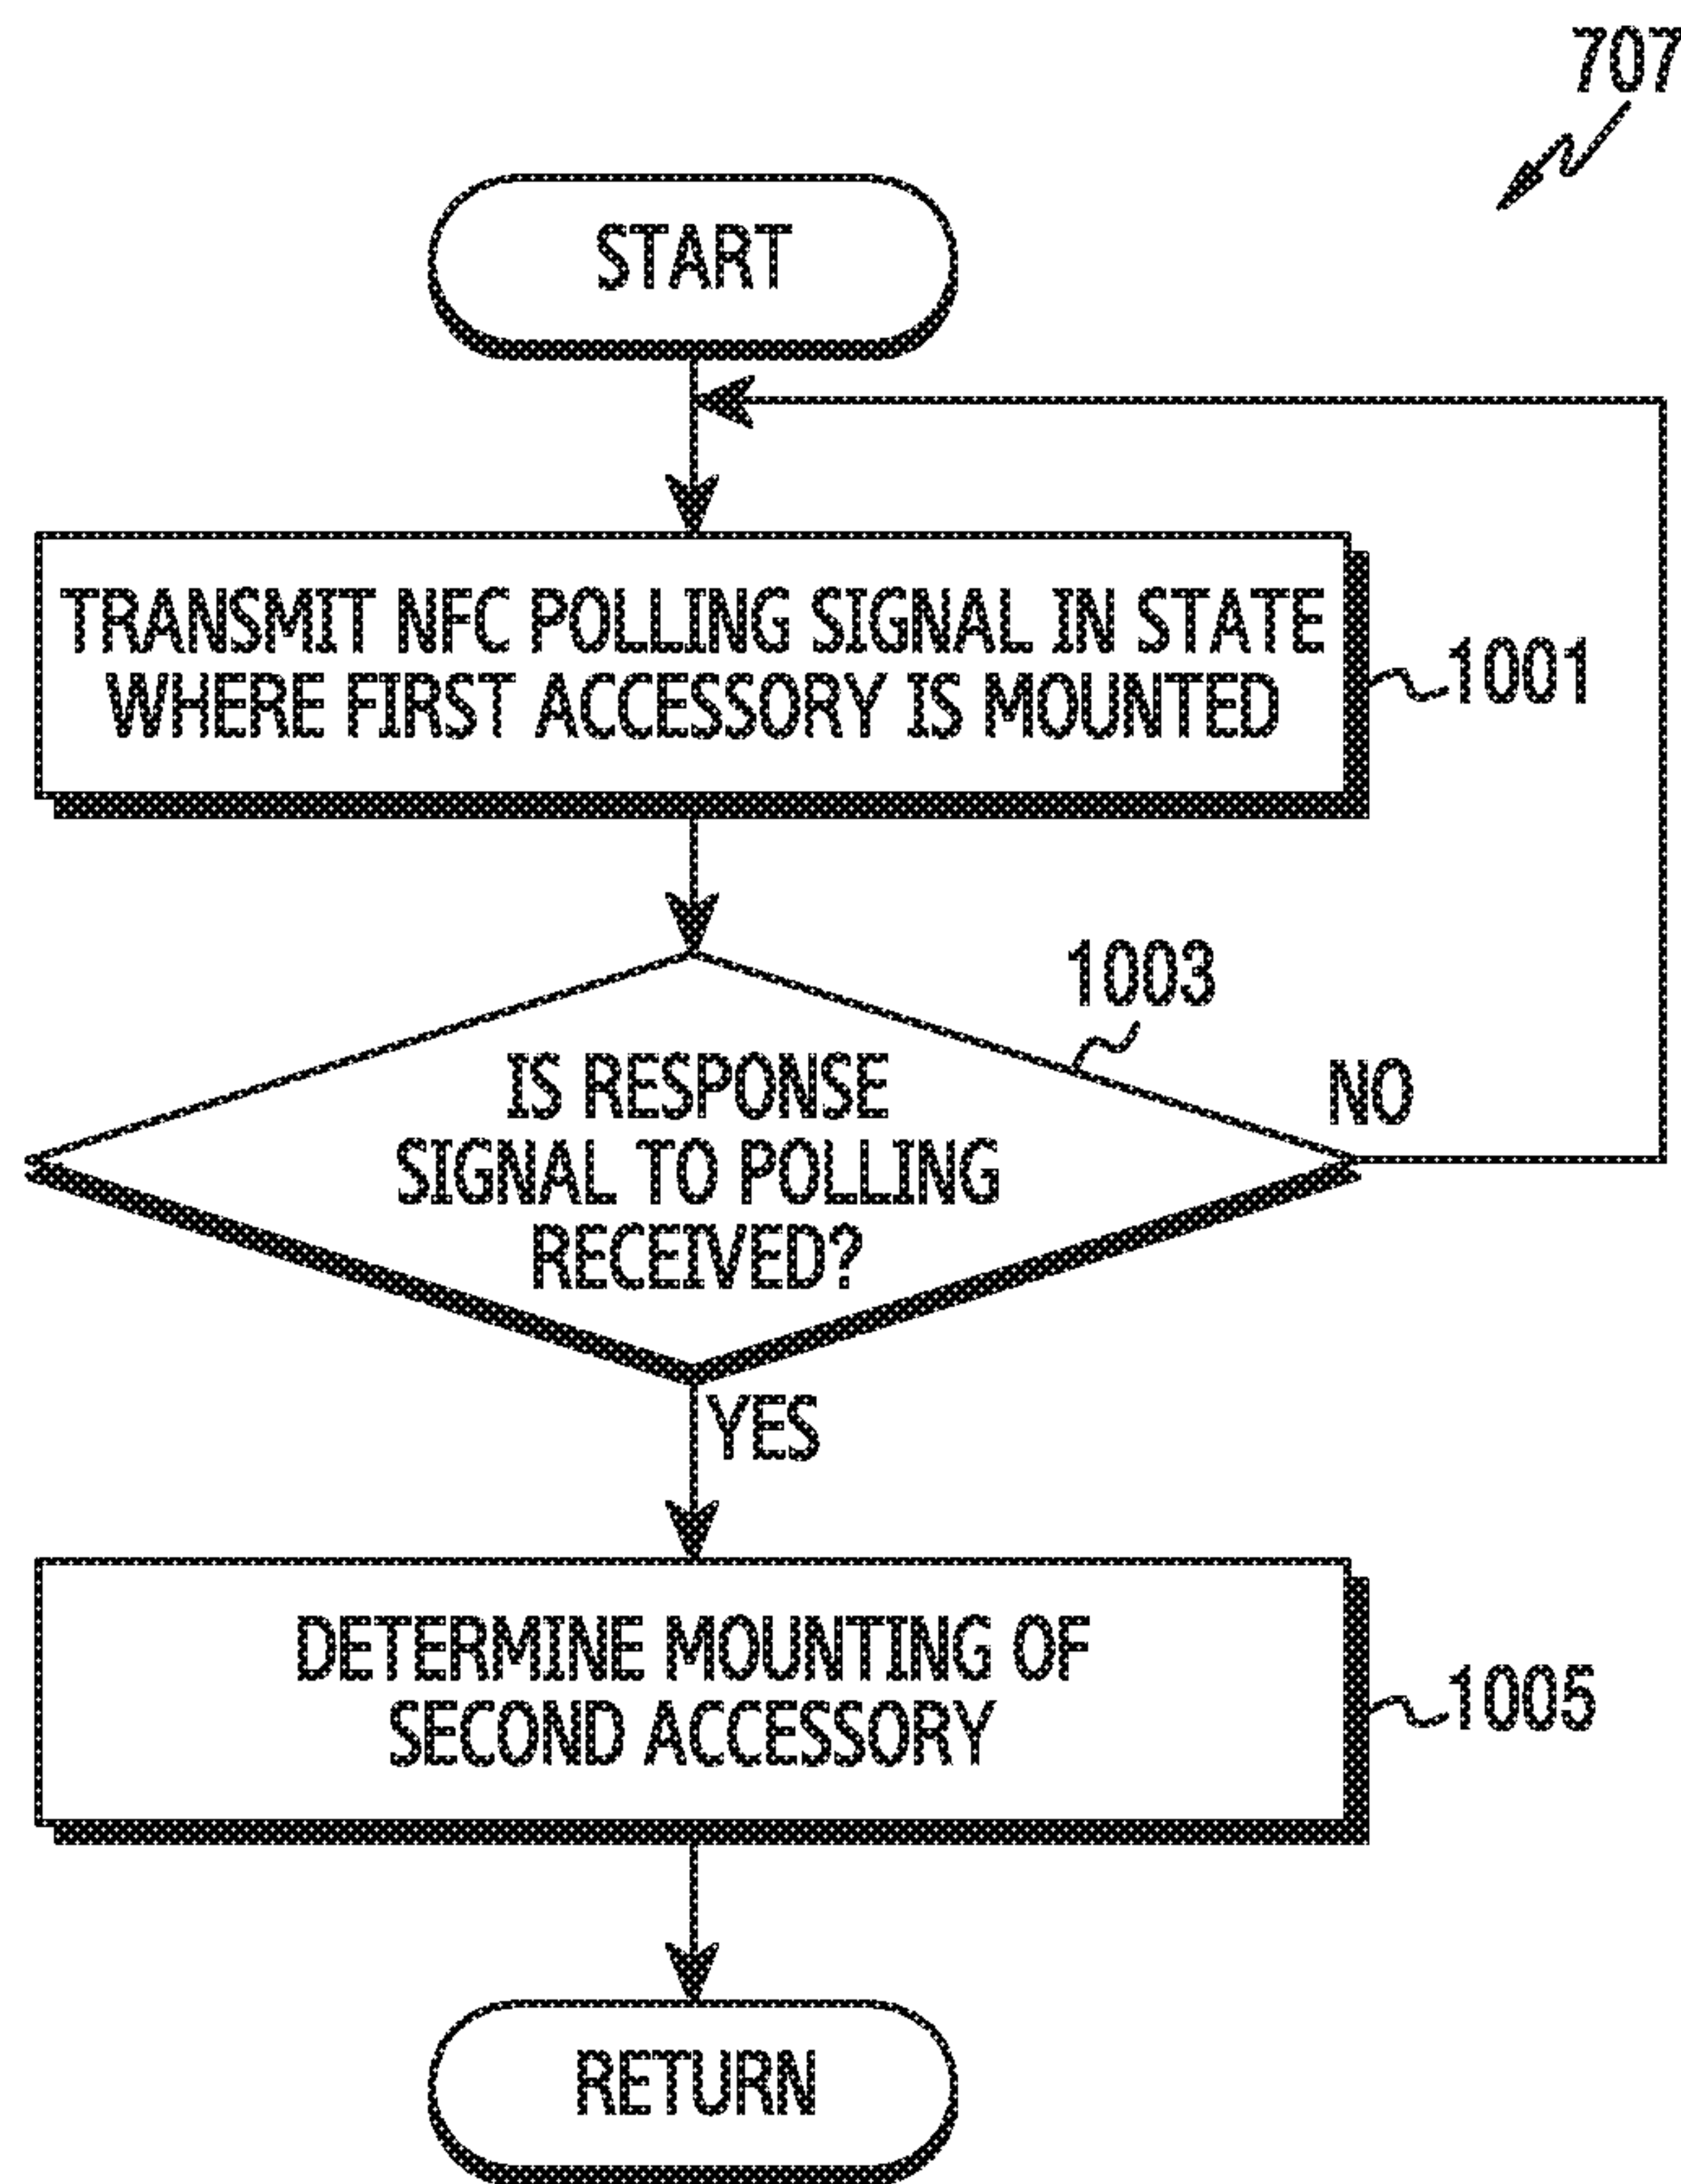 707
START
TRANSMIT NFC POLLING SIGNAL IN STATE
WHERE FIRST ACCESSORY IS MOUNTED
1001
1003
IS RESPONSE
SIGNAL TO POLLING
RECEIVED?
NO
YES
DETERMINE MOUNTING OF
SECOND ACCESSORY
1005
RETURN